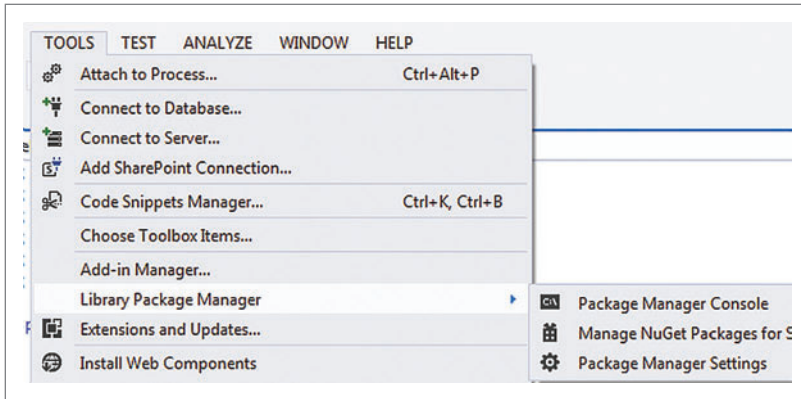 TOOLS TEST ANALYZE WINDOW HELP
Attach to Process... Ctrl+Alt+P
Connect to Database...
Connect to Server...
Add SharePoint Connection...
Code Snippets Manager... Ctrl+K, Ctrl+B
Choose Toolbox Items...
Add-in Manager...
Library Package Manager
Package Manager Console
Extensions and Updates...
Manage NuGet Packages for S
Install Web Components
Package Manager Settings